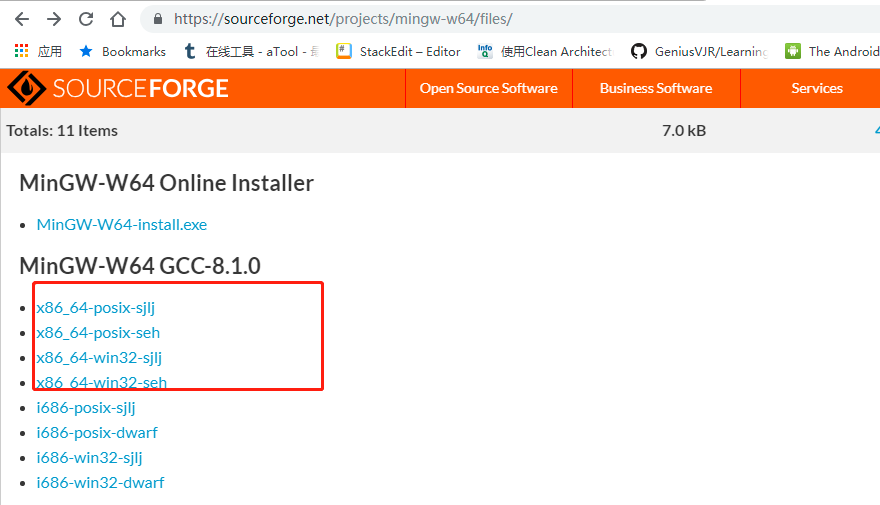 https://sourceforge.net/projects/mingw-w64/files/
应用 Bookmarks 在线工具 - aTool - StackEdit – Editor InfoQ 使用Clean Architect GeniusVJR/Learning The Android
SOURCEFORGE Open Source Software Business Software Services
Totals: 11 Items 7.0 kB
MinGW-W64 Online Installer
MinGW-W64-install.exe
MinGW-W64 GCC-8.1.0
x86_64-posix-sjlj
x86_64-posix-seh
x86_64-win32-sjlj
x86_64-win32-seh
i686-posix-sjlj
i686-posix-dwarf
i686-win32-sjlj
i686-win32-dwarf